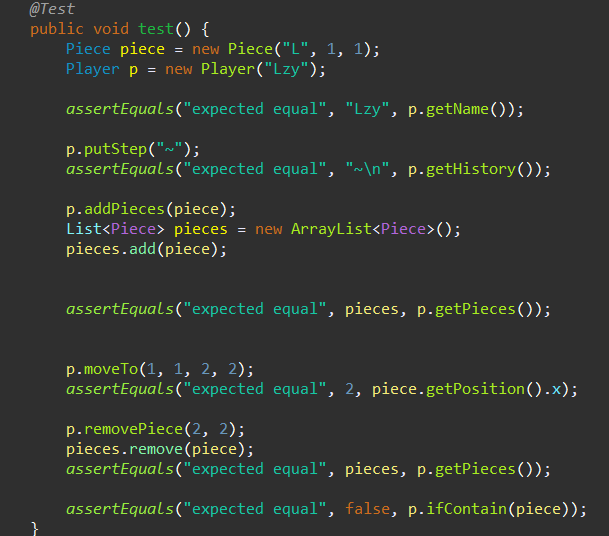 @Test
public void test() {
Piece piece = new Piece("L", 1, 1);
Player p = new Player("Lzy");
assertEquals("expected equal", "Lzy", p.getName());
p.putStep("~");
assertEquals("expected equal", "~\n", p.getHistory());
p.addPieces(piece);
List<Piece> pieces = new ArrayList<Piece>();
pieces.add(piece);
assertEquals("expected equal", pieces, p.getPieces());
p.moveTo(1, 1, 2, 2);
assertEquals("expected equal", 2, piece.getPosition().x);
p.removePiece(2, 2);
pieces.remove(piece);
assertEquals("expected equal", pieces, p.getPieces());
assertEquals("expected equal", false, p.ifContain(piece));
}